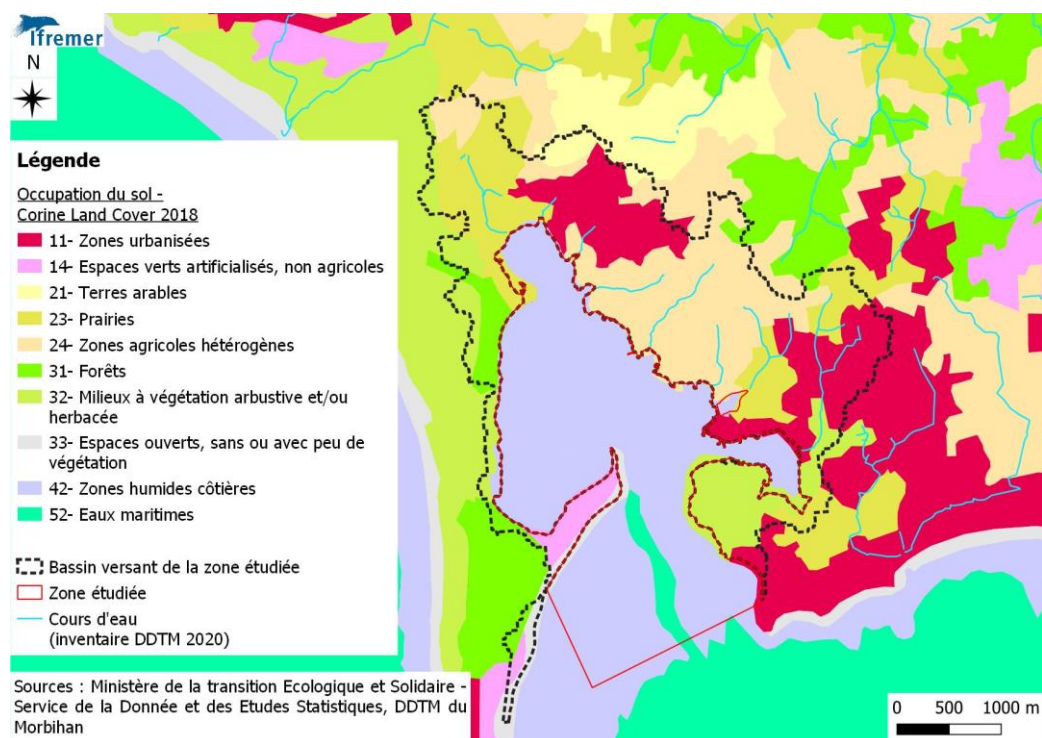 Ifremer
N
Légende
Occupation du sol -
Corine Land Cover 2018
11- Zones urbanisées
14- Espaces verts artificialisés, non agricoles
21- Terres arables
23- Prairies
24- Zones agricoles hétérogènes
31- Forêts
32- Milieux à végétation arbustive et/ou
herbacée
33- Espaces ouverts, sans ou avec peu de
végétation
42- Zones humides côtières
52- Eaux maritimes
Bassin versant de la zone étudiée
Zone étudiée
Cours d'eau
(inventaire DDTM 2020)
Sources : Ministère de la transition Ecologique et Solidaire -
Service de la Donnée et des Etudes Statistiques, DDTM du
Morbihan
0 500 1000 m